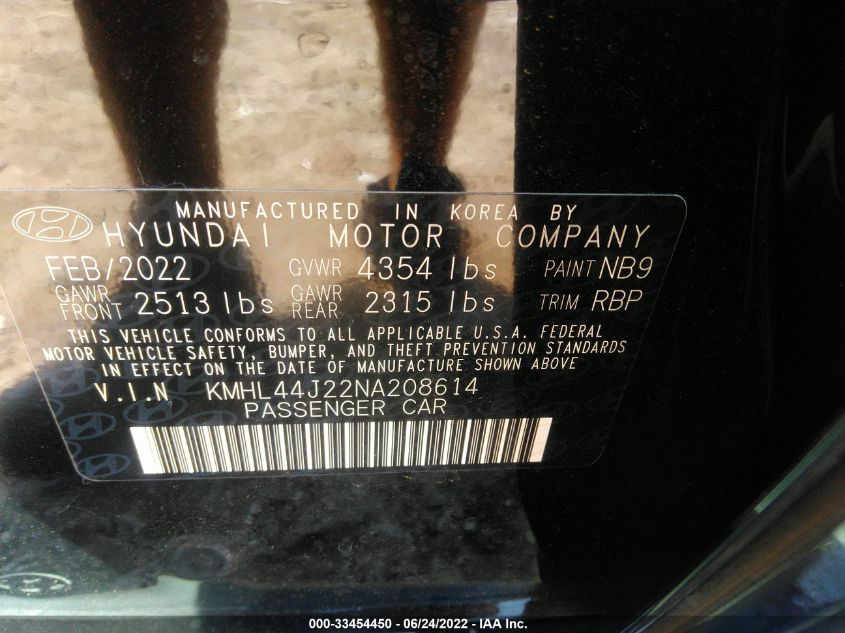 MANUFACTURED IN KOREA BY
HYUNDAI MOTOR COMPANY
FEB/2022 GVWR 4354 lbs PAINT NB9
GAWR FRONT 2513 lbs GAWR REAR 2315 lbs TRIM RBP
THIS VEHICLE CONFORMS TO ALL APPLICABLE U.S.A. FEDERAL
MOTOR VEHICLE SAFETY, BUMPER, AND THEFT PREVENTION STANDARDS
IN EFFECT ON THE DATE OF MANUFACTURE SHOWN ABOVE
V.I.N KMHL44J22NA208614
PASSENGER CAR
000-33454450 - 06/24/2022 - IAA Inc.